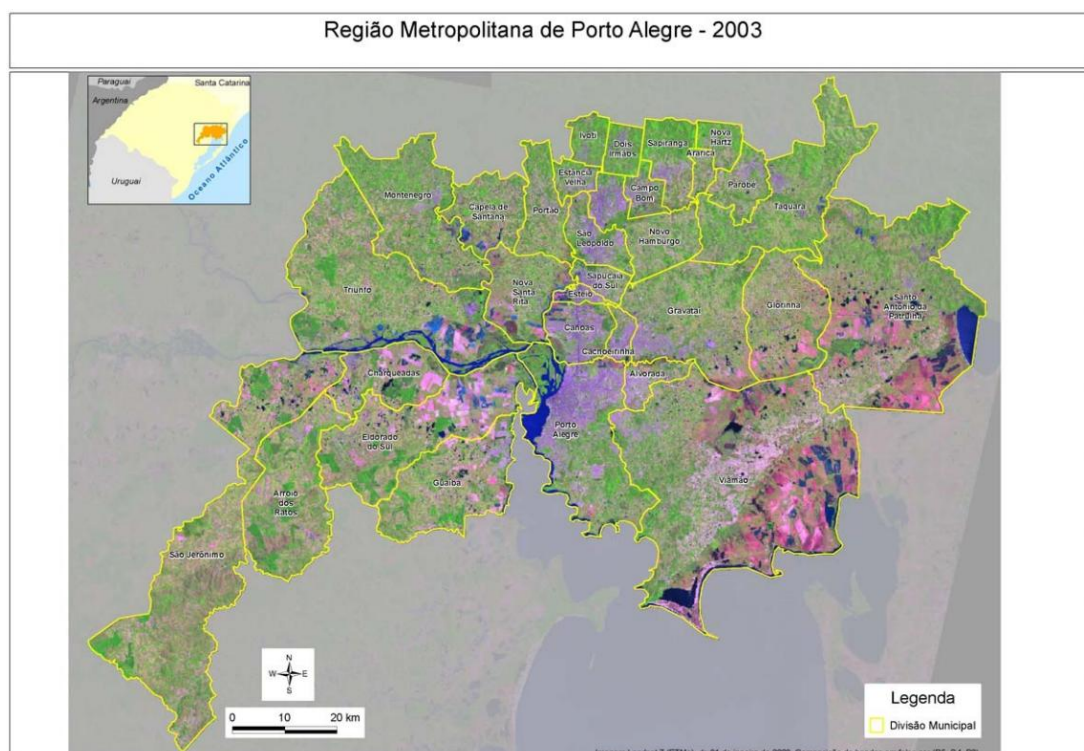 Região Metropolitana de Porto Alegre - 2003
Paraguai
Santa Catarina
Argentina
Uruguai
Oceano Atlântico
Ivoti
Dois
Irmãos
Sapiranga
Nova
Hartz
Araricá
Estância
Velha
Campo
Bom
Parobé
Montenegro
Capela de
Santana
Portão
Taquara
São
Leopoldo
Novo
Hamburgo
Sapucaia
do Sul
Nova
Santa
Rita
Esteio
Triunfo
Gravataí
Glorinha
Santo
Antônio da
Patrulha
Canoas
Cachoeirinha
Charqueadas
Alvorada
Eldorado
do Sul
Porto
Alegre
Guaíba
Viamão
Arroio
dos
Ratos
São Jerônimo
N
W E
S
0 10 20 km
Legenda
Divisão Municipal